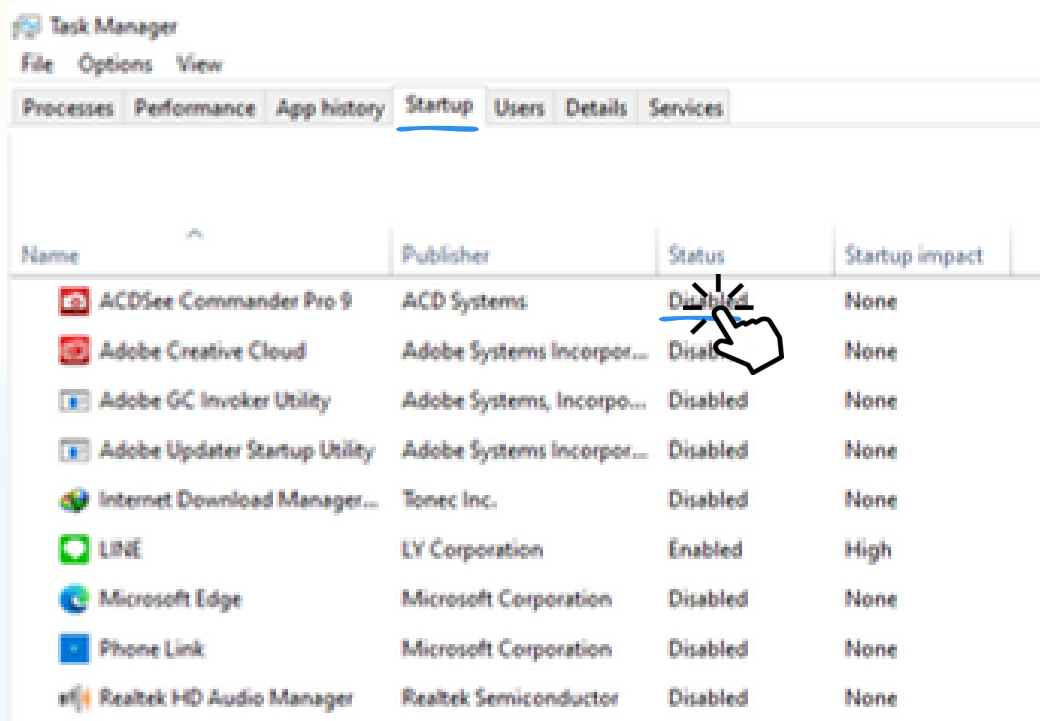 Task Manager
File Options View
Processes Performance App history Startup Users Details Services
Name Publisher Status Startup impact
ACDSee Commander Pro 9 ACD Systems Disabled None
Adobe Creative Cloud Adobe Systems Incorpor... Disab None
Adobe GC Invoker Utility Adobe Systems, Incorpo... Disabled None
Adobe Updater Startup Utility Adobe Systems Incorpor... Disabled None
Internet Download Manager... Tonec Inc. Disabled None
LINE LY Corporation Enabled High
Microsoft Edge Microsoft Corporation Disabled None
Phone Link Microsoft Corporation Disabled None
Realtek HD Audio Manager Realtek Semiconductor Disabled None